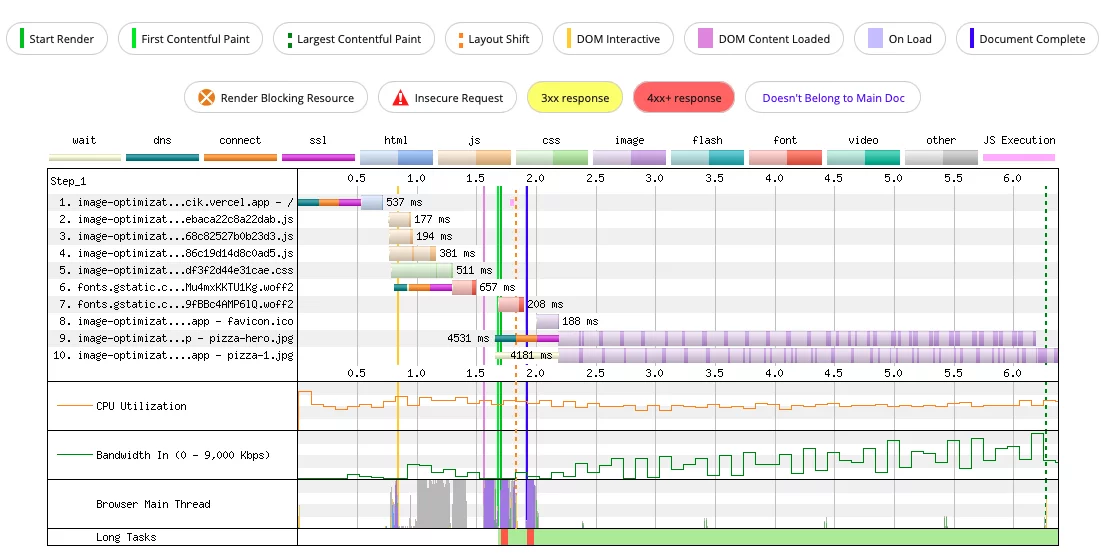 Start Render First Contentful Paint Largest Contentful Paint Layout Shift DOM Interactive DOM Content Loaded On Load Document Complete
Render Blocking Resource Insecure Request 3xx response 4xx+ response Doesn't Belong to Main Doc
wait dns connect ssl html js css image flash font video other JS Execution
Step_1 0.5 1.0 1.5 2.0 2.5 3.0 3.5 4.0 4.5 5.0 5.5 6.0
1. image-optimizat...cik.vercel.app - / 537 ms
2. image-optimizat...ebaca22c8a22dab.js 177 ms
3. image-optimizat...68c82527b0b23d3.js 194 ms
4. image-optimizat...86c19d14d8c0ad5.js 381 ms
5. image-optimizat...df3f2d44e31cae.css 511 ms
6. fonts.gstatic.c...Mu4mxKKTU1Kg.woff2 657 ms
7. fonts.gstatic.c...9fBBc4AMP6lQ.woff2 208 ms
8. image-optimizat....app - favicon.ico 188 ms
9. image-optimizat...p - pizza-hero.jpg 4531 ms
10. image-optimizat....app - pizza-1.jpg 4181 ms
0.5 1.0 1.5 2.0 2.5 3.0 3.5 4.0 4.5 5.0 5.5 6.0
CPU Utilization
Bandwidth In (0 - 9,000 Kbps)
Browser Main Thread
Long Tasks